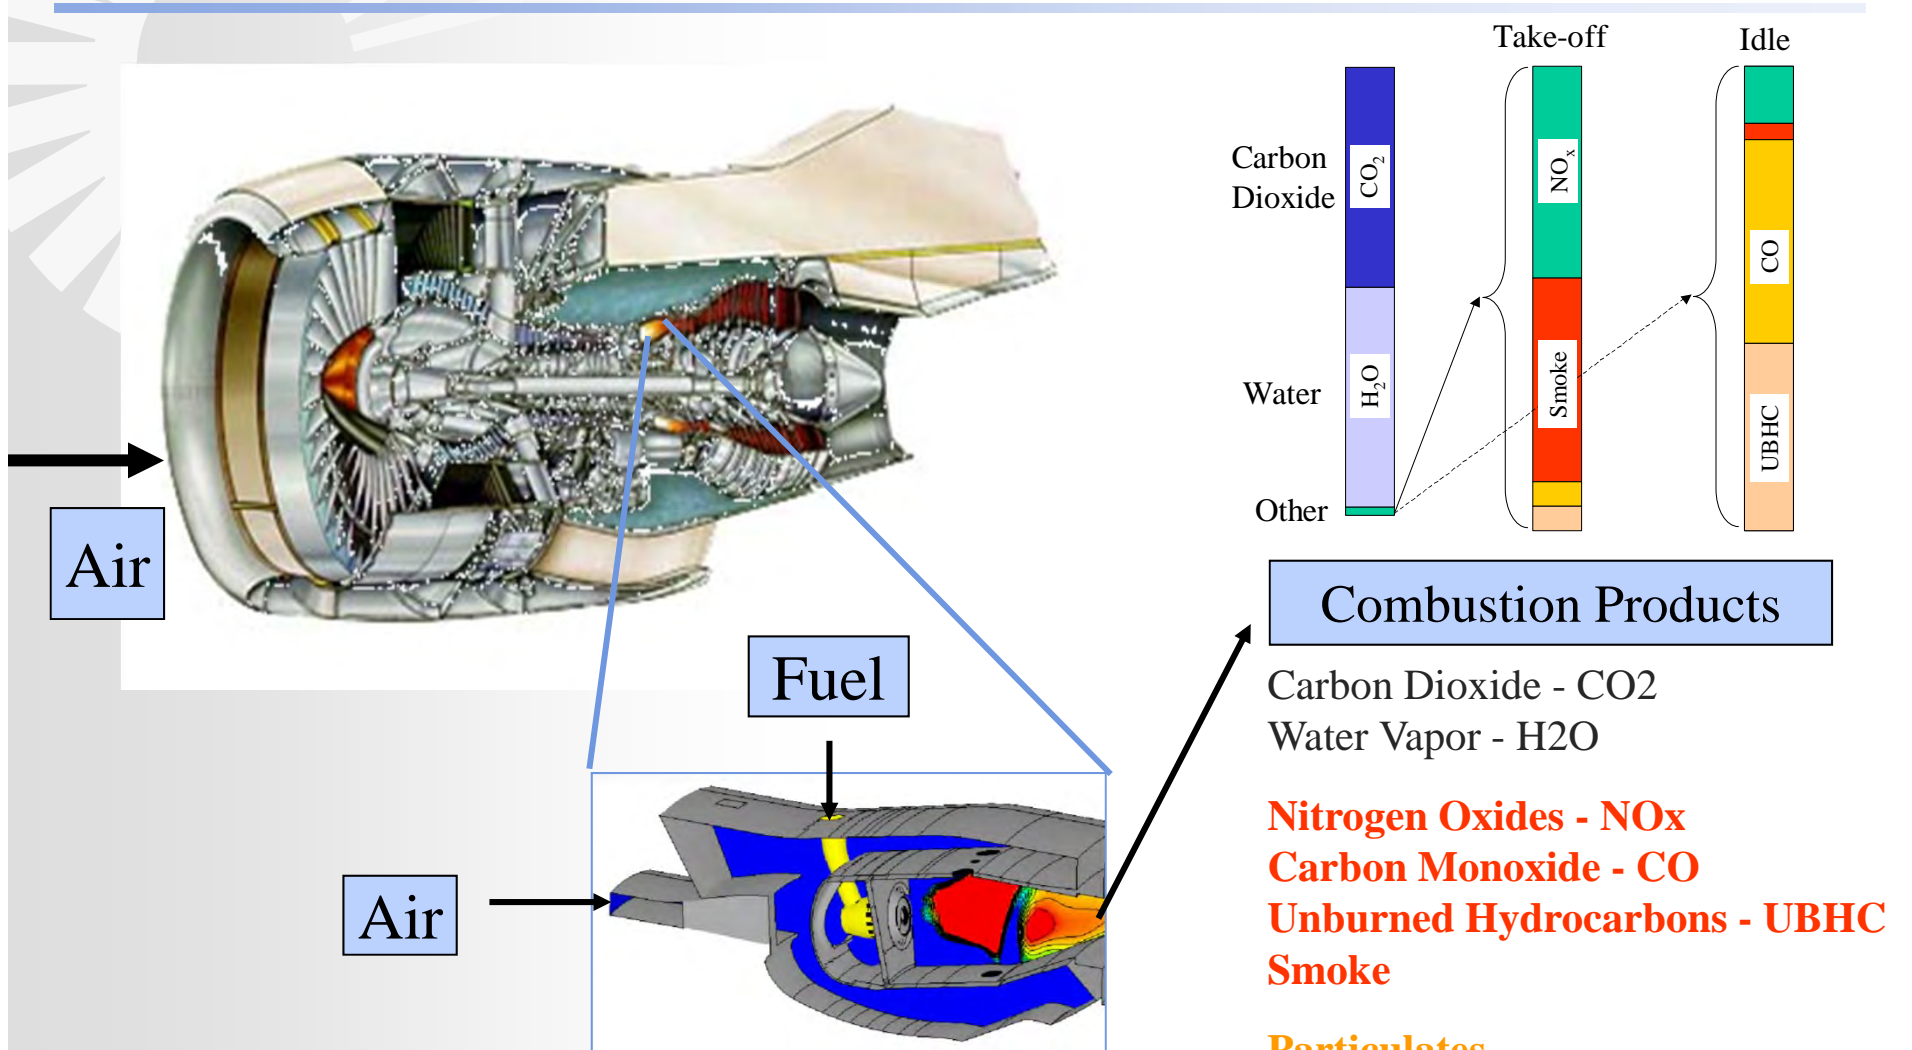 Take-off
Idle
Carbon
Dioxide
CO2
NOx
CO
Water
H2O
Smoke
UBHC
Other
Air
Combustion Products
Fuel
Carbon Dioxide - CO2
Water Vapor - H2O
Air
Nitrogen Oxides - NOx
Carbon Monoxide - CO
Unburned Hydrocarbons - UBHC
Smoke
Particulates